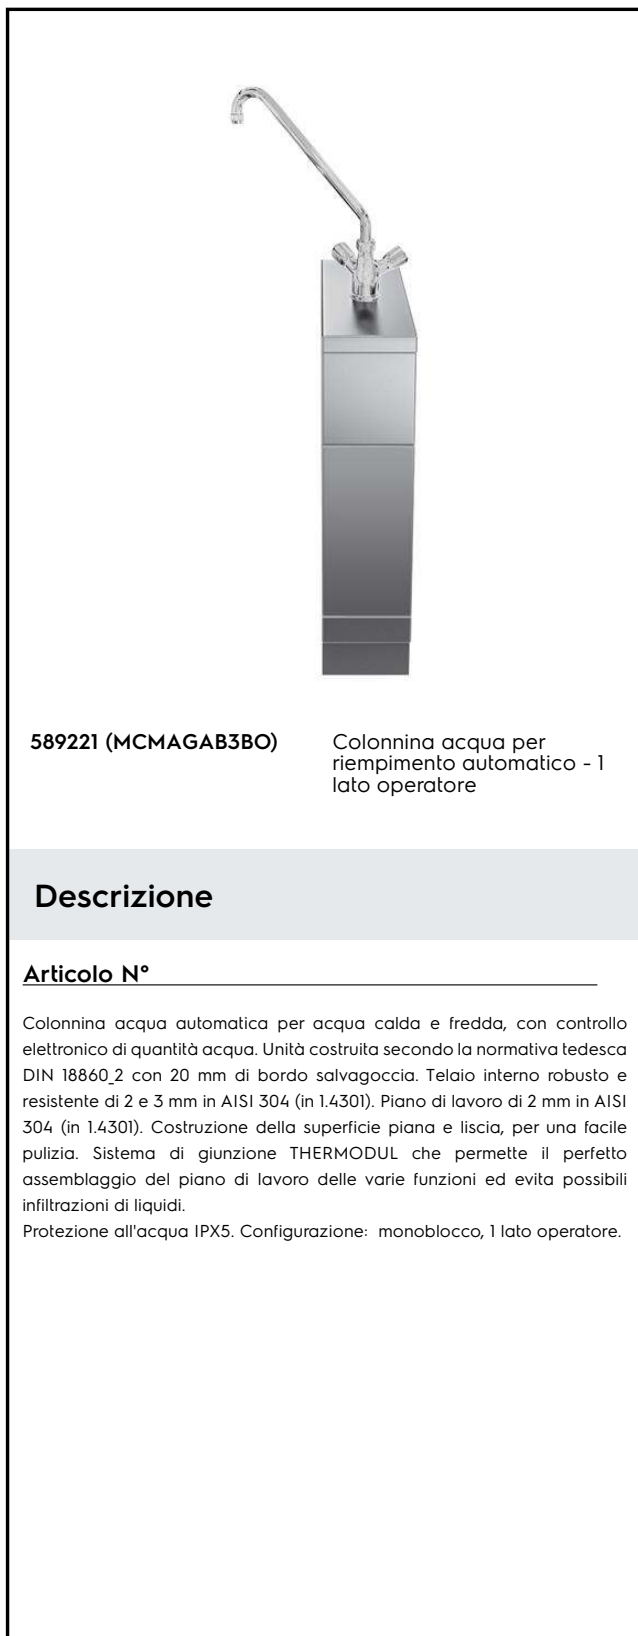 589221 (MCMAGAB3BO)
Colonnina acqua per
riempimento automatico - 1
lato operatore
Descrizione
Articolo N°
Colonnina acqua automatica per acqua calda e fredda, con controllo
elettronico di quantità acqua. Unità costruita secondo la normativa tedesca
DIN 18860_2 con 20 mm di bordo salvagoccia. Telaio interno robusto e
resistente di 2 e 3 mm in AISI 304 (in 1.4301). Piano di lavoro di 2 mm in AISI
304 (in 1.4301). Costruzione della superficie piana e liscia, per una facile
pulizia. Sistema di giunzione THERMODUL che permette il perfetto
assemblaggio del piano di lavoro delle varie funzioni ed evita possibili
infiltrazioni di liquidi.
Protezione all'acqua IPX5. Configurazione: monoblocco, 1 lato operatore.